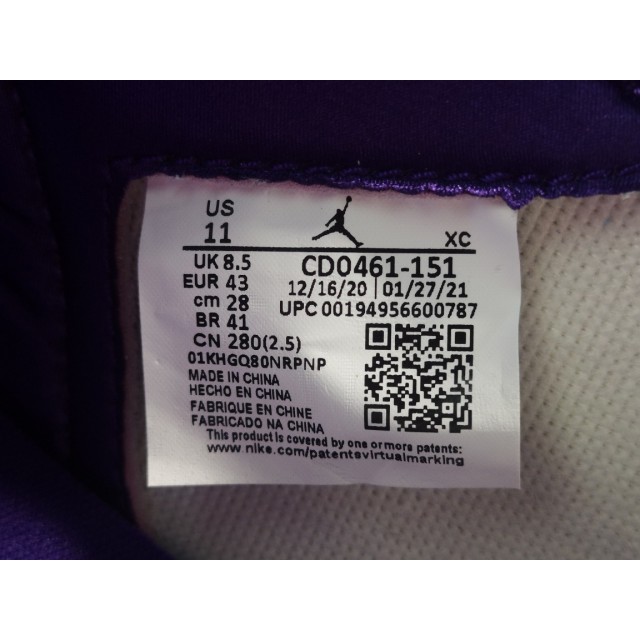 US
11
XC
UK 8.5
EUR 43
cm 28
BR 41
CN 280(2.5)
CD0461-151
12/16/20 01/27/21
UPC 00194956600787
01KHGQ80NRPNP
MADE IN CHINA
HECHO EN CHINA
FABRIQUE EN CHINE
FABRICADO NA CHINA
This product is covered by one or more patents:
www.nike.com/patentsvirtualmarking